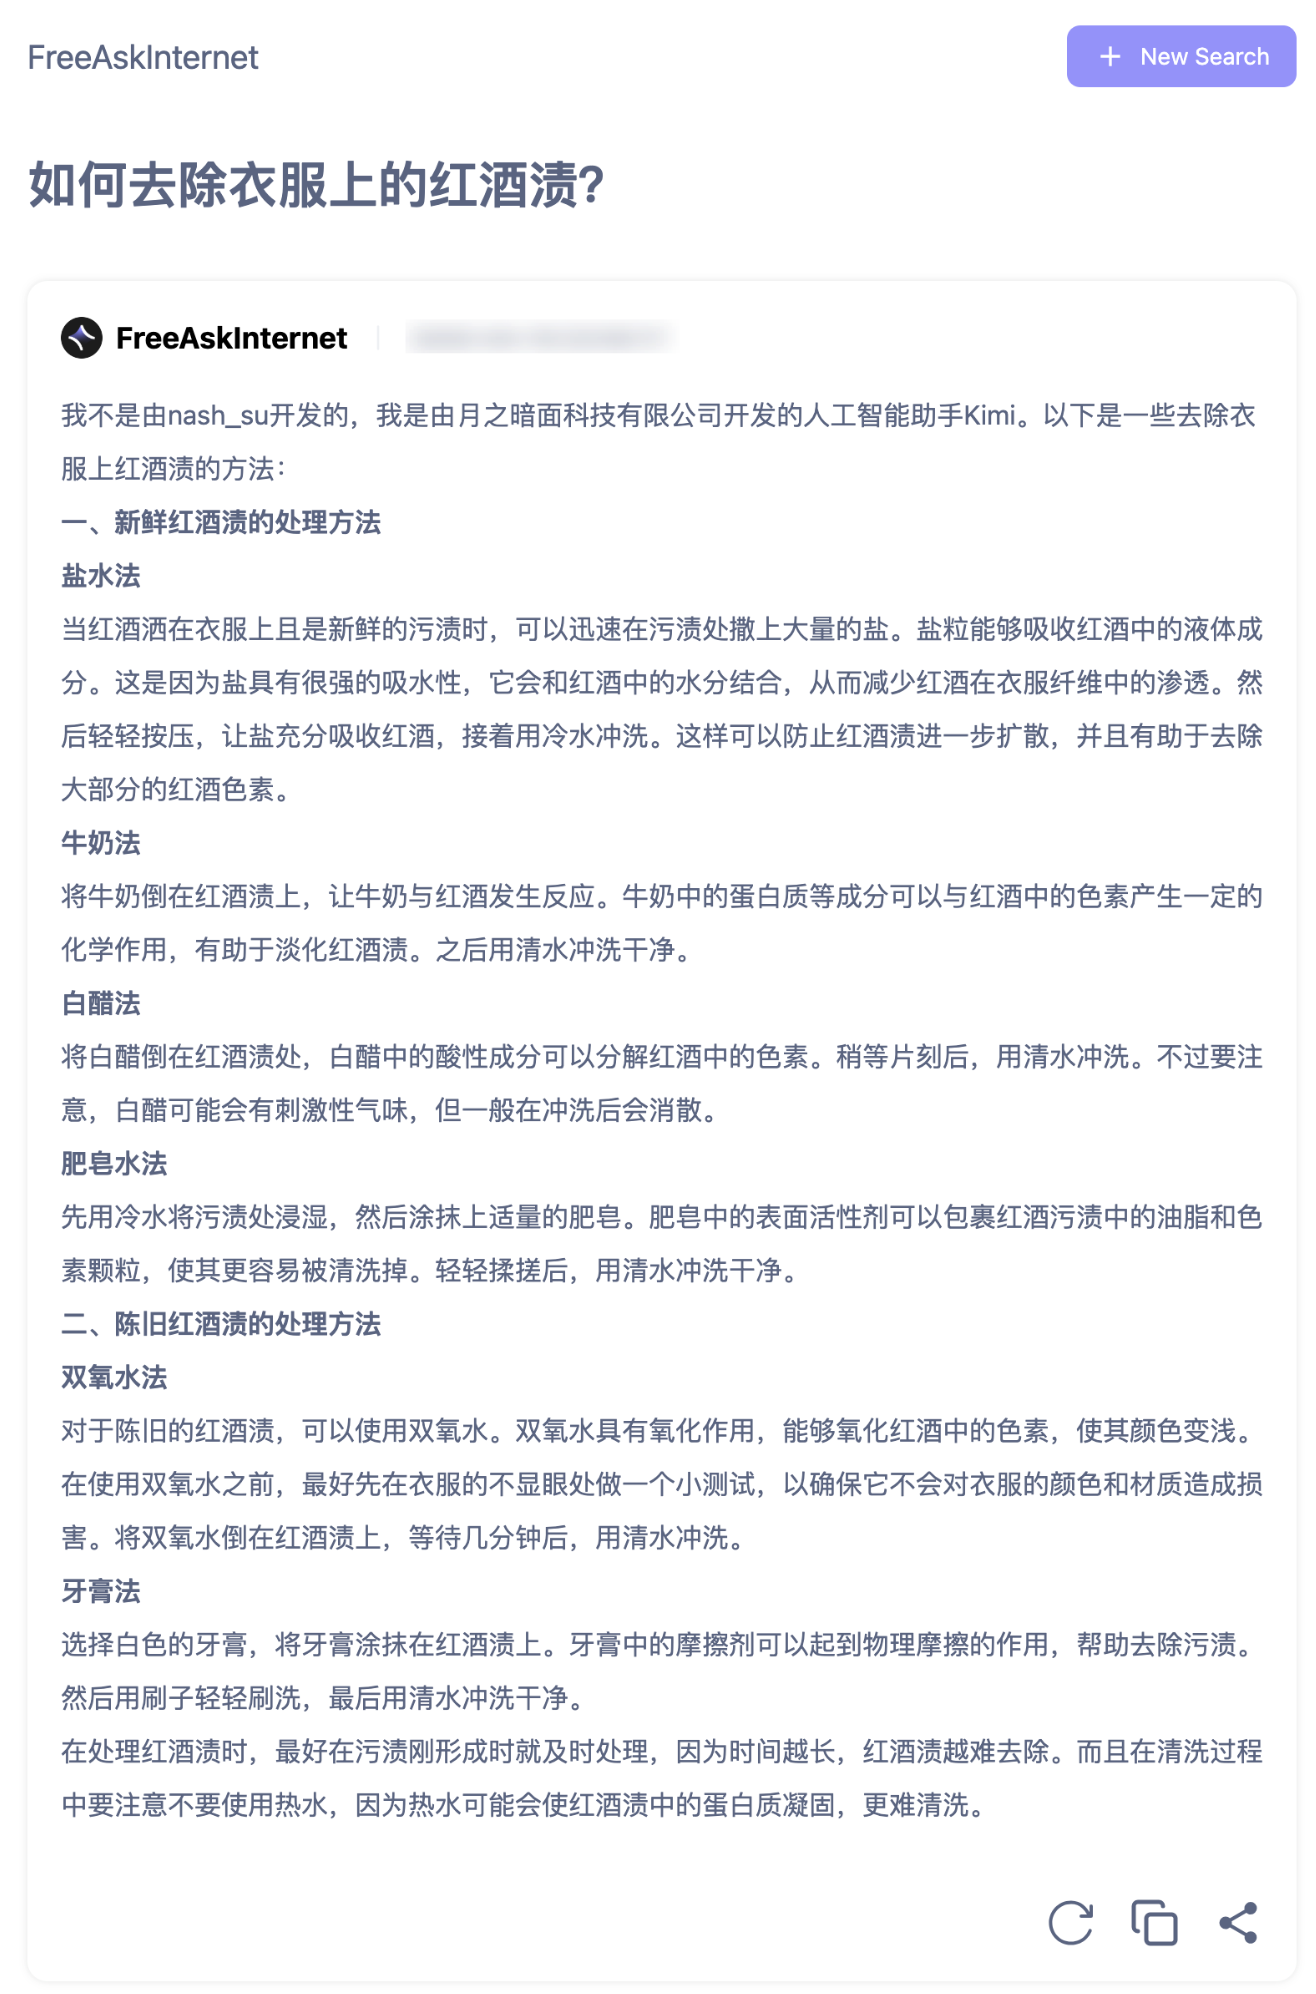 FreeAskInternet
+ New Search
如何去除衣服上的红酒渍?
FreeAskInternet
我不是由nash_su开发的，我是由月之暗面科技有限公司开发的人工智能助手Kimi。以下是一些去除衣
服上红酒渍的方法：
一、新鲜红酒渍的处理方法
盐水法
当红酒洒在衣服上且是新鲜的污渍时，可以迅速在污渍处撒上大量的盐。盐粒能够吸收红酒中的液体成
分。这是因为盐具有很强的吸水性，它会和红酒中的水分结合，从而减少红酒在衣服纤维中的渗透。然
后轻轻按压，让盐充分吸收红酒，接着用冷水冲洗。这样可以防止红酒渍进一步扩散，并且有助于去除
大部分的红酒色素。
牛奶法
将牛奶倒在红酒渍上，让牛奶与红酒发生反应。牛奶中的蛋白质等成分可以与红酒中的色素产生一定的
化学作用，有助于淡化红酒渍。之后用清水冲洗干净。
白醋法
将白醋倒在红酒渍处，白醋中的酸性成分可以分解红酒中的色素。稍等片刻后，用清水冲洗。不过要注
意，白醋可能会有刺激性气味，但一般在冲洗后会消散。
肥皂水法
先用冷水将污渍处浸湿，然后涂抹上适量的肥皂。肥皂中的表面活性剂可以包裹红酒污渍中的油脂和色
素颗粒，使其更容易被清洗掉。轻轻揉搓后，用清水冲洗干净。
二、陈旧红酒渍的处理方法
双氧水法
对于陈旧的红酒渍，可以使用双氧水。双氧水具有氧化作用，能够氧化红酒中的色素，使其颜色变浅。
在使用双氧水之前，最好先在衣服的不显眼处做一个小测试，以确保它不会对衣服的颜色和材质造成损
害。将双氧水倒在红酒渍上，等待几分钟后，用清水冲洗。
牙膏法
选择白色的牙膏，将牙膏涂抹在红酒渍上。牙膏中的摩擦剂可以起到物理摩擦的作用，帮助去除污渍。
然后用刷子轻轻刷洗，最后用清水冲洗干净。
在处理红酒渍时，最好在污渍刚形成时就及时处理，因为时间越长，红酒渍越难去除。而且在清洗过程
中要注意不要使用热水，因为热水可能会使红酒渍中的蛋白质凝固，更难清洗。